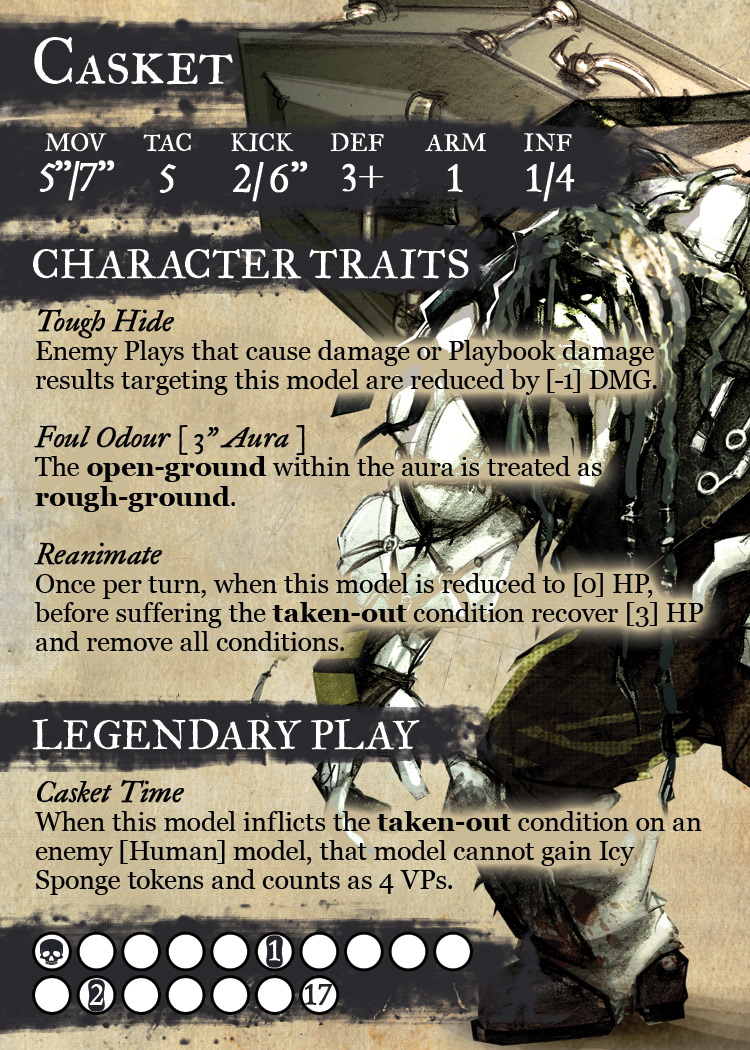 Casket
MOV TAC KICK DEF ARM INF
5”/7” 5 2/6” 3+ 1 1/4
CHARACTER TRAITS
Tough Hide
Enemy Plays that cause damage or Playbook damage
results targeting this model are reduced by [-1] DMG.
Foul Odour [ 3” Aura ]
The open-ground within the aura is treated as
rough-ground.
Reanimate
Once per turn, when this model is reduced to [0] HP,
before suffering the taken-out condition recover [3] HP
and remove all conditions.
LEGENDARY PLAY
Casket Time
When this model inflicts the taken-out condition on an
enemy [Human] model, that model cannot gain Icy
Sponge tokens and counts as 4 VPs.
1
2 17